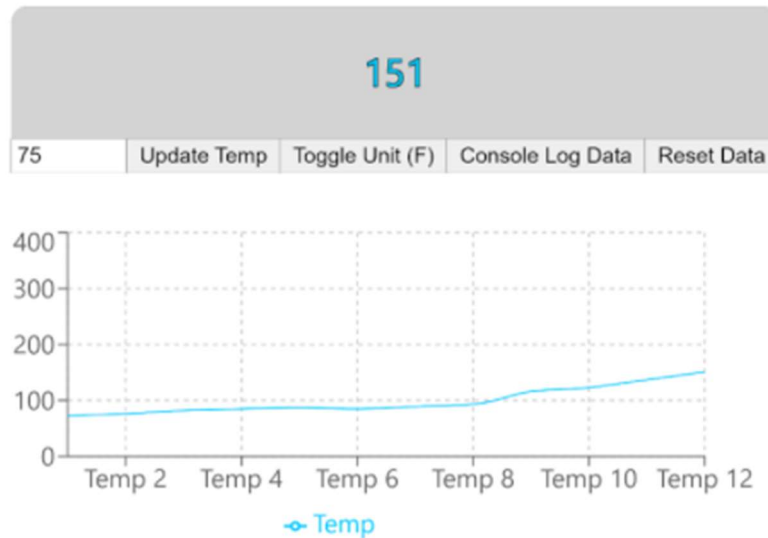 151
75 Update Temp Toggle Unit (F) Console Log Data Reset Data
400
300
200
100
0
Temp 2 Temp 4 Temp 6 Temp 8 Temp 10 Temp 12
Temp